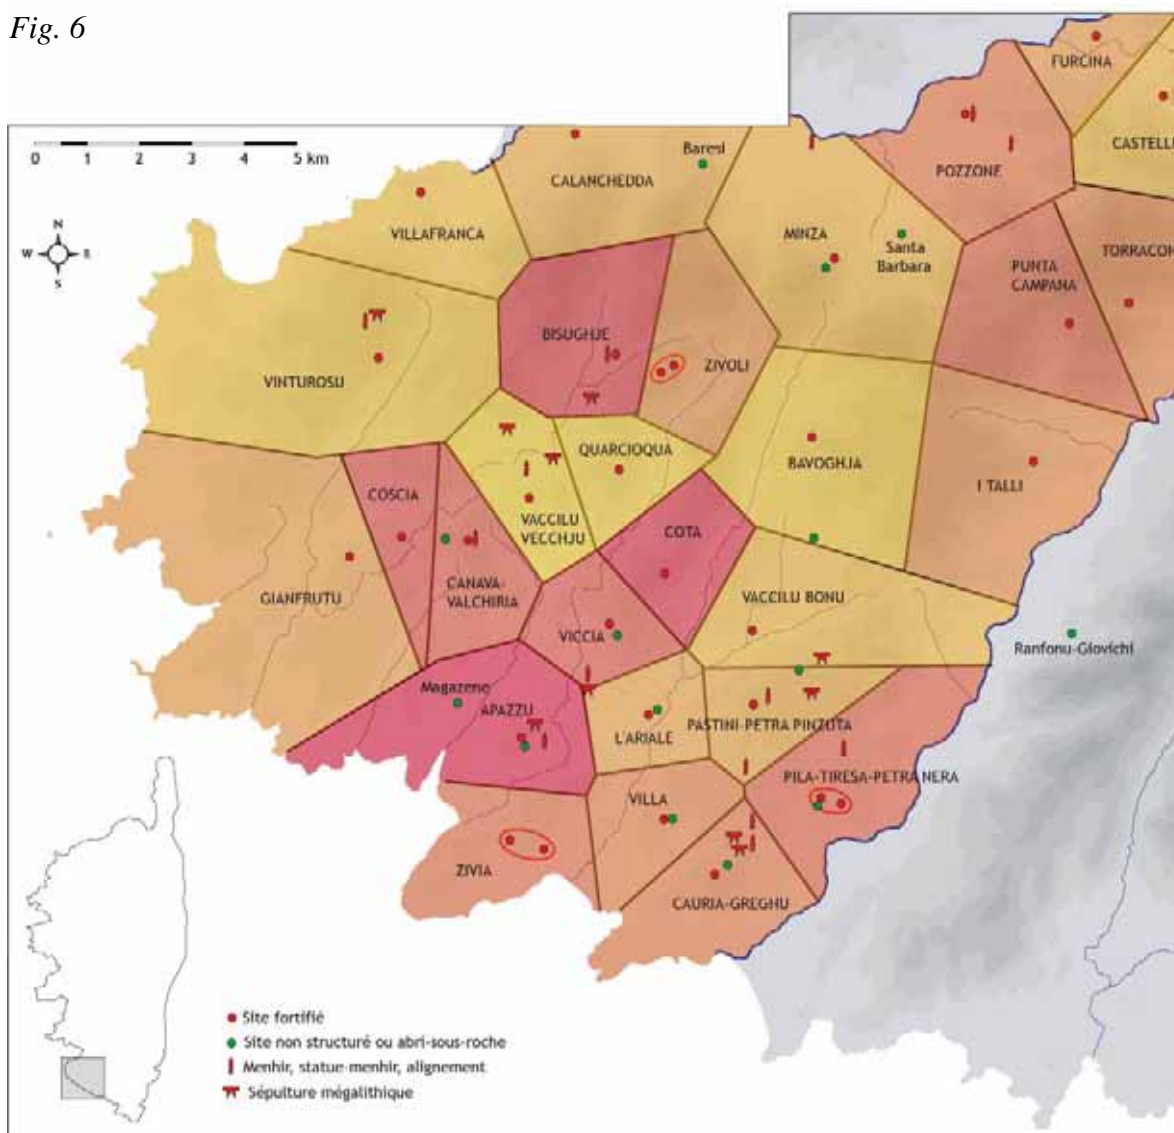 Fig. 6
FURCINA
0 1 2 3 4 5 km
Baresi
CALANCHEDDA
POZZONE
CASTELL
N
W E
S
VILLAFRANCA
MINZA
Santa
Barbara
PUNTA
CAMPANA
TORRACON
BISUGHJE
ZIVOLI
VINTUROSU
QUARCIOQUA
BAVOGHJA
I TALLI
COSCIA
VACCILU
VECCHJU
COTA
CANAVA-
VALCHIRIA
GIANFRUTU
VACCILU BONU
VICCIA
Ranfonu-Giovichi
Magazene
APAZZU
L'ARIALE
PASTINI-PETRA PINZUTA
PILA-TIRESA-PETRA NERA
VILLA
ZIVIA
CAURIA-GREGNU
Site fortifié
Site non structuré ou abri-sous-roche
Menhir, statue-menhir, alignement
Sépulture mégalithique